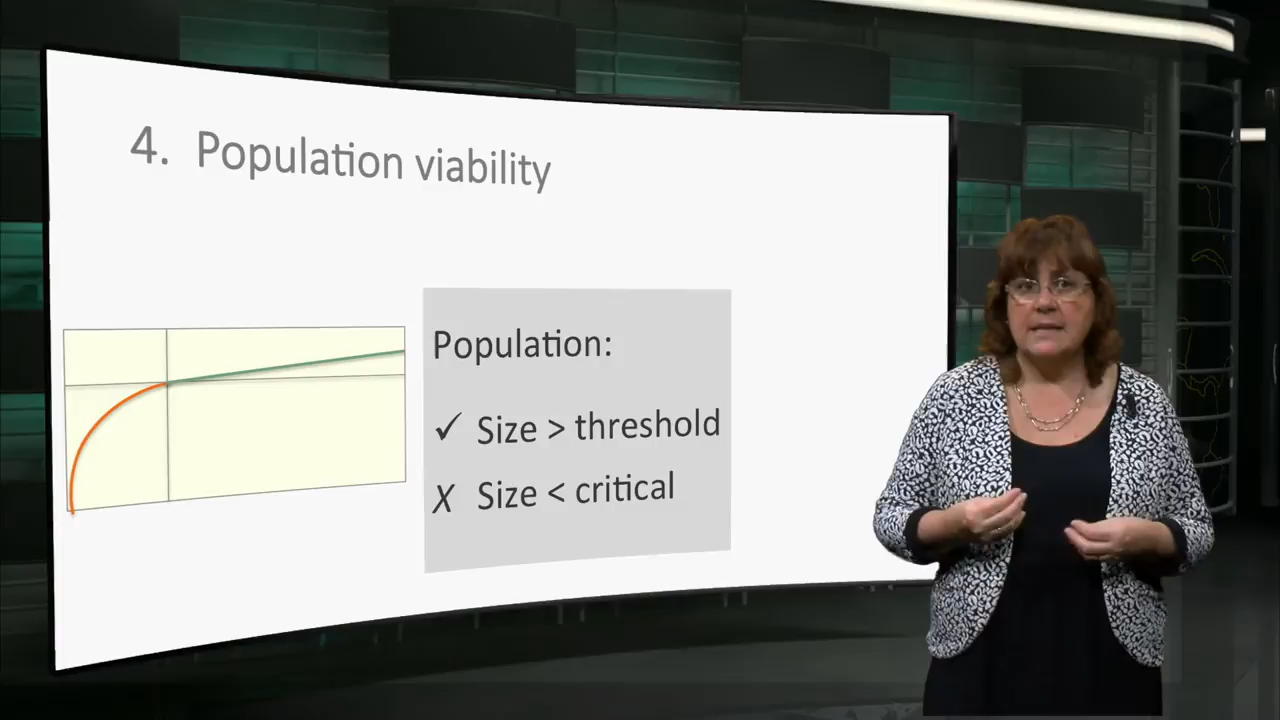 4. Population viability
Population:
✓ Size > threshold
X Size < critical